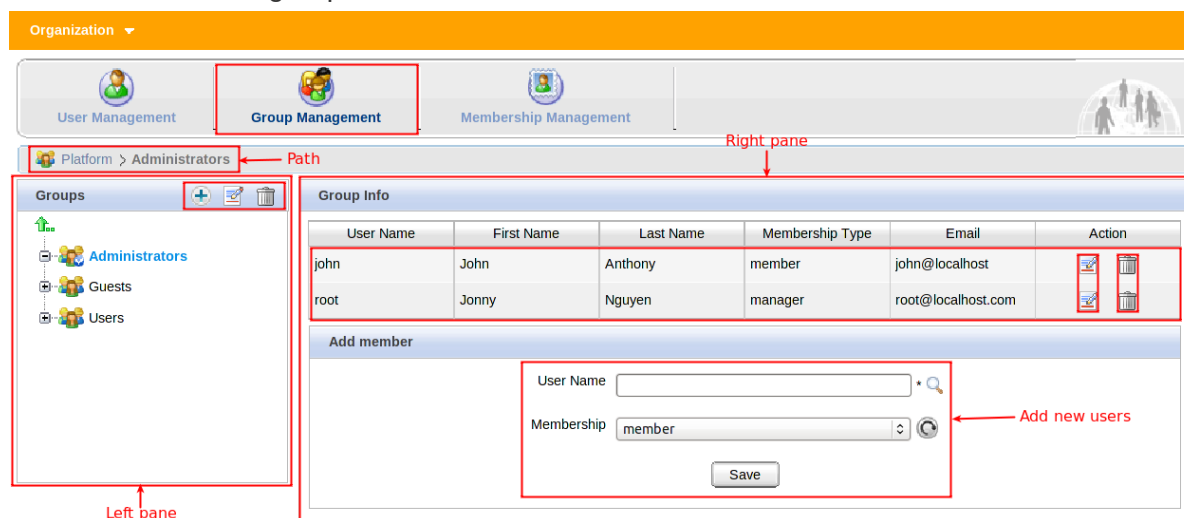 Organization
User Management Group Management Membership Management
Right pane
Platform > Administrators Path
Groups Group Info
User Name First Name Last Name Membership Type Email Action
Administrators
john John Anthony member john@localhost
Guests
root Jonny Nguyen manager root@localhost.com
Users
Add member
User Name *
Membership member Add new users
Save
Left pane